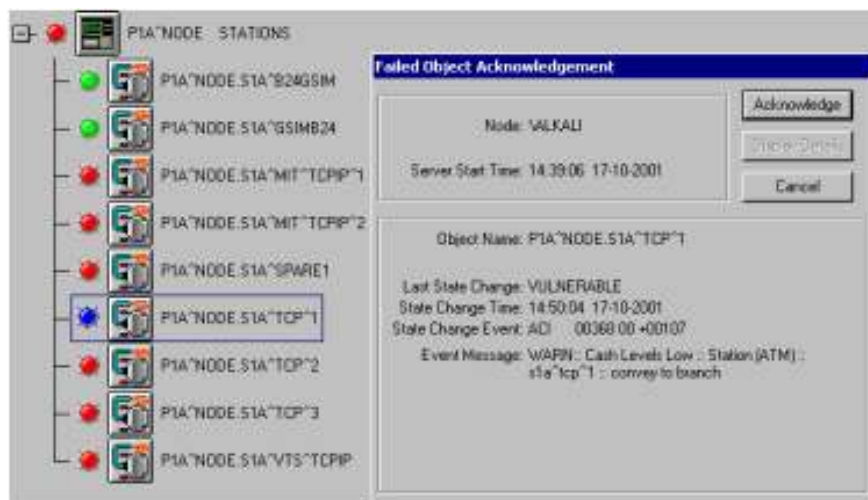 P1A^NODE STATIONS
P1A^NODE.S1A^B24GSIM
P1A^NODE.S1A^GSIMB24
P1A^NODE.S1A^MIT^TCPIP^1
P1A^NODE.S1A^MIT^TCPIP^2
P1A^NODE.S1A^SPARE1
P1A^NODE.S1A^TCP^1
P1A^NODE.S1A^TCP^2
P1A^NODE.S1A^TCP^3
P1A^NODE.S1A^VTS^TCPIP
Failed Object Acknowledgement
Node: \ALKALI
Server Start Time: 14:39:06 17-10-2001
Acknowledge
Cancel
Object Name: P1A^NODE.S1A^TCP^1
Last State Change: VULNERABLE
State Change Time: 14:50:04 17-10-2001
State Change Event: ACI 00368:00 +00107
Event Message: WARN:: Cash Levels Low :: Station (ATM) ::
s1a^tcp^1 :: convey to branch